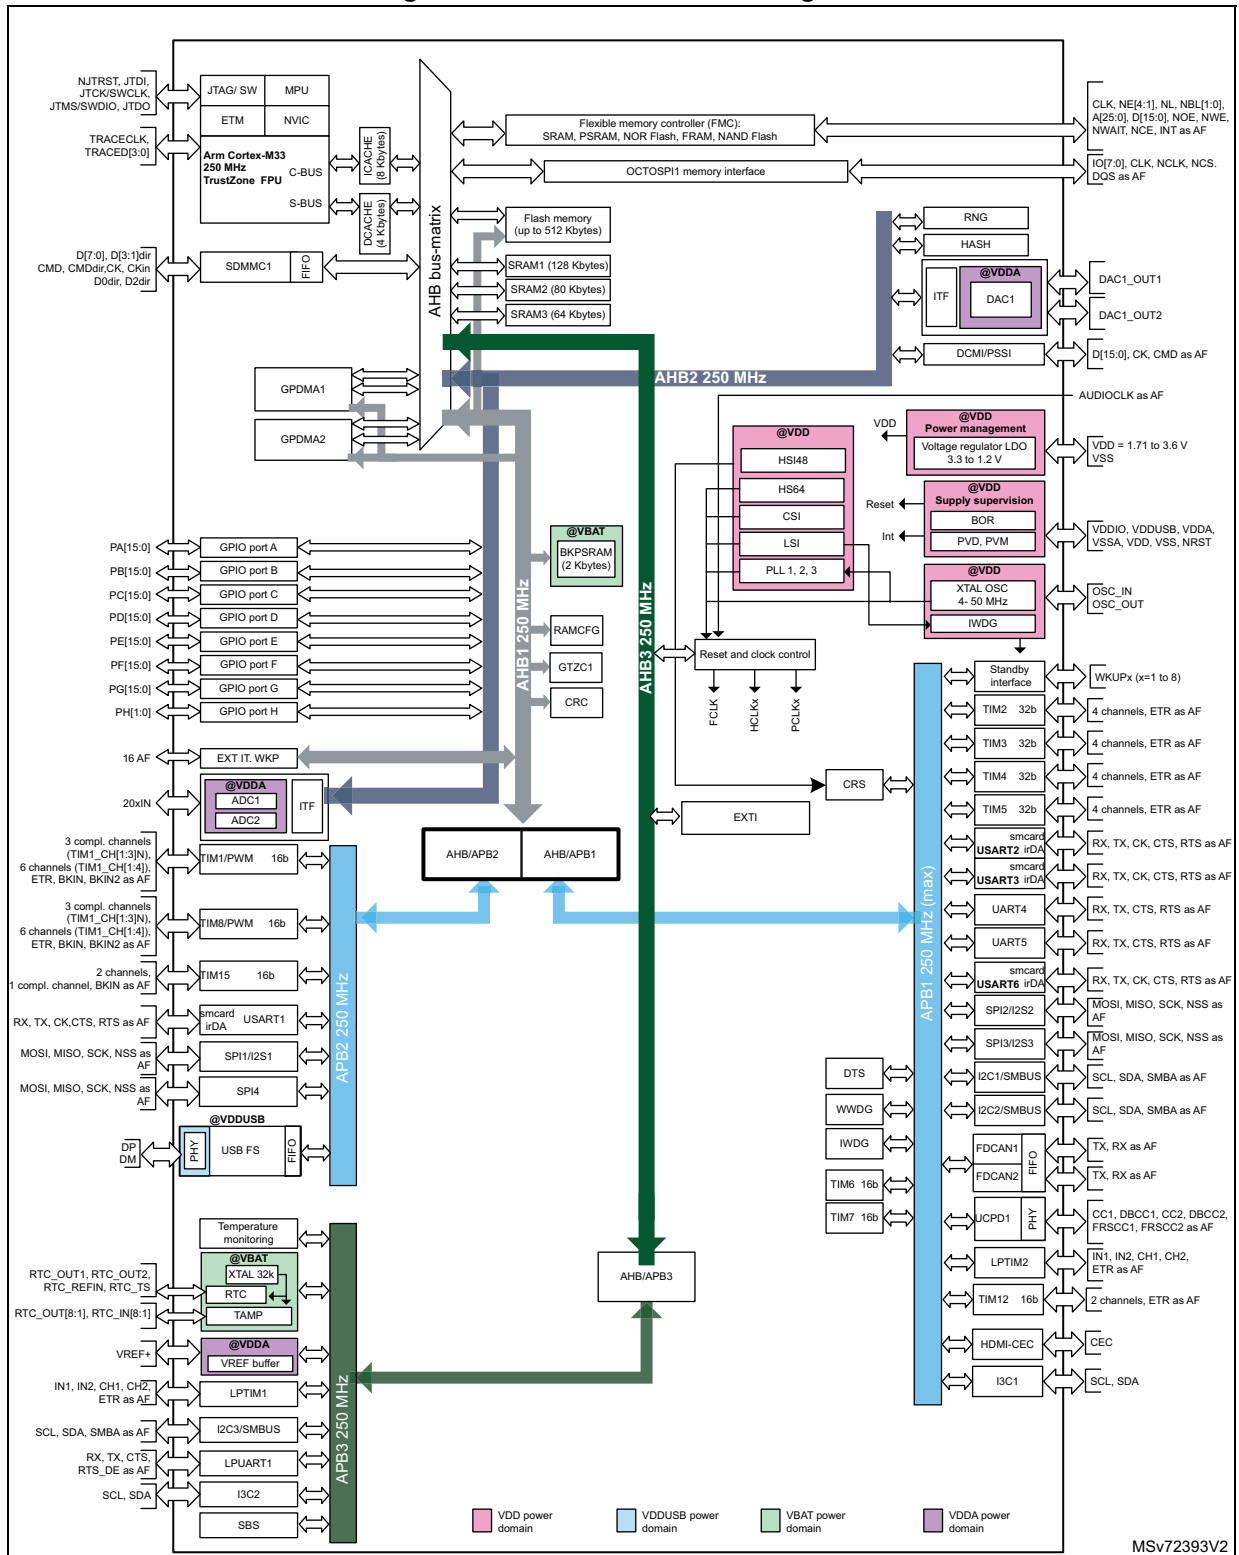 NJTRST, JTDI,
JTCK/SWCLK,
JTMS/SWDIO, JTDO
TRACECLK,
TRACED[3:0]
JTAG/ SW
MPU
ETM
NVIC
Arm Cortex-M33
250 MHz
TrustZone FPU
C-BUS
S-BUS
ICACHE
(8 Kbytes)
DCACHE
(4 Kbytes)
AHB bus-matrix
Flexible memory controller (FMC):
SRAM, PSRAM, NOR Flash, FRAM, NAND Flash
CLK, NE[4:1], NL, NBL[1:0],
A[25:0], D[15:0], NOE, NWE,
NWAIT, NCE, INT as AF
OCTOSPI1 memory interface
IO[7:0], CLK, NCLK, NCS.
DQS as AF
Flash memory
(up to 512 Kbytes)
SRAM1 (128 Kbytes)
SRAM2 (80 Kbytes)
SRAM3 (64 Kbytes)
D[7:0], D[3:1]dir
CMD, CMDdir,CK, CKin
D0dir, D2dir
SDMMC1
FIFO
GPDMA1
GPDMA2
RNG
HASH
@VDDA
ITF
DAC1
DAC1_OUT1
DAC1_OUT2
DCMI/PSSI
D[15:0], CK, CMD as AF
AHB2 250 MHz
AUDIOCLK as AF
@VDD
HSI48
HS64
CSI
LSI
PLL 1, 2, 3
VDD
@VDD
Power management
Voltage regulator LDO
3.3 to 1.2 V
VDD = 1.71 to 3.6 V
VSS
Reset
Int
@VDD
Supply supervision
BOR
PVD, PVM
VDDIO, VDDUSB, VDDA,
VSSA, VDD, VSS, NRST
@VDD
XTAL OSC
4- 50 MHz
IWDG
OSC_IN
OSC_OUT
PA[15:0]
GPIO port A
PB[15:0]
GPIO port B
PC[15:0]
GPIO port C
PD[15:0]
GPIO port D
PE[15:0]
GPIO port E
PF[15:0]
GPIO port F
PG[15:0]
GPIO port G
PH[1:0]
GPIO port H
AHB1 250 MHz
@VBAT
BKPSRAM
(2 Kbytes)
RAMCFG
GTZC1
CRC
AHB3 250 MHz
Reset and clock control
FCLK
HCLKx
PCLKx
16 AF
EXT IT. WKP
20xIN
@VDDA
ADC1
ADC2
ITF
AHB/APB2
AHB/APB1
CRS
EXTI
3 compl. channels
(TIM1_CH[1:3]N),
6 channels (TIM1_CH[1:4]),
ETR, BKIN, BKIN2 as AF
TIM1/PWM 16b
3 compl. channels
(TIM1_CH[1:3]N),
6 channels (TIM1_CH[1:4]),
ETR, BKIN, BKIN2 as AF
TIM8/PWM 16b
2 channels,
1 compl. channel, BKIN as AF
TIM15 16b
RX, TX, CK,CTS, RTS as AF
smcard
irDA
USART1
MOSI, MISO, SCK, NSS as
AF
SPI1/I2S1
MOSI, MISO, SCK, NSS as
AF
SPI4
@VDDUSB
DP
DM
PHY
USB FS
FIFO
APB2 250 MHz
Temperature
monitoring
@VBAT
XTAL 32k
RTC
TAMP
RTC_OUT1, RTC_OUT2,
RTC_REFIN, RTC_TS
RTC_OUT[8:1], RTC_IN[8:1]
@VDDA
VREF buffer
VREF+
IN1, IN2, CH1, CH2,
ETR as AF
LPTIM1
SCL, SDA, SMBA as AF
I2C3/SMBUS
RX, TX, CTS,
RTS_DE as AF
LPUART1
SCL, SDA
I3C2
SBS
APB3 250 MHz
AHB/APB3
APB1 250 MHz (max)
Standby
interface
WKUPx (x=1 to 8)
TIM2 32b
4 channels, ETR as AF
TIM3 32b
4 channels, ETR as AF
TIM4 32b
4 channels, ETR as AF
TIM5 32b
4 channels, ETR as AF
smcard
USART2 irDA
RX, TX, CK, CTS, RTS as AF
smcard
USART3 irDA
RX, TX, CK, CTS, RTS as AF
UART4
RX, TX, CTS, RTS as AF
UART5
RX, TX, CTS, RTS as AF
smcard
USART6 irDA
RX, TX, CK, CTS, RTS as AF
SPI2/I2S2
MOSI, MISO, SCK, NSS as
AF
SPI3/I2S3
MOSI, MISO, SCK, NSS as
AF
I2C1/SMBUS
SCL, SDA, SMBA as AF
I2C2/SMBUS
SCL, SDA, SMBA as AF
FDCAN1
FDCAN2
FIFO
TX, RX as AF
TX, RX as AF
UCPD1
PHY
CC1, DBCC1, CC2, DBCC2,
FRSCC1, FRSCC2 as AF
LPTIM2
IN1, IN2, CH1, CH2,
ETR as AF
TIM12 16b
2 channels, ETR as AF
HDMI-CEC
CEC
I3C1
SCL, SDA
DTS
WWDG
IWDG
TIM6 16b
TIM7 16b
VDD power
domain
VDDUSB power
domain
VBAT power
domain
VDDA power
domain
MSv72393V2